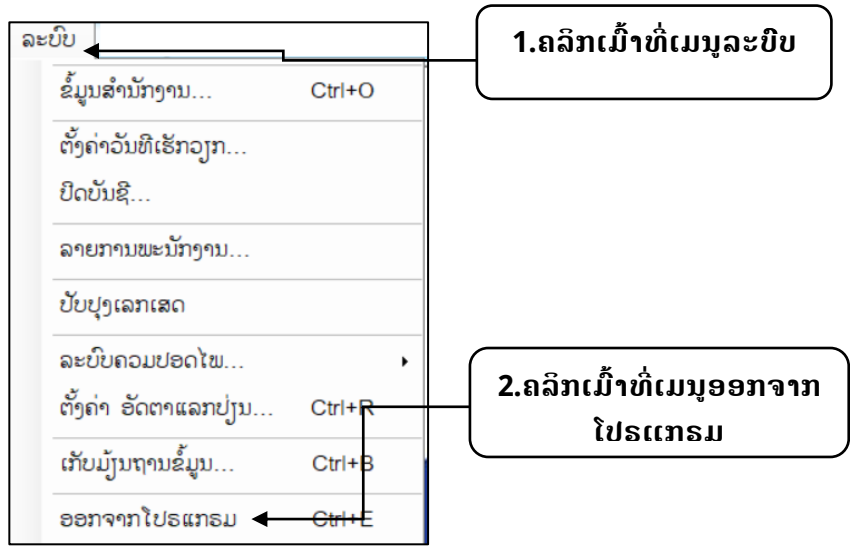 ລະບົບ
1.ຄລິກເມົ້າທີ່ເມນູລະບົບ
ຂໍ້ມູນສຳນັກງານ... Ctrl+O
ຕັ້ງຄ່າວັນທີເຮັກວຽກ...
ປິດບັນຊີ...
ລາຍການພະນັກງານ...
ປັບປຸງເລກເສດ
ລະບົບຄວມປອດໄພ...
ຕັ້ງຄ່າ ອັດຕາແລກປ່ຽນ... Ctrl+R
2.ຄລິກເມົ້າທີ່ເມນູອອກຈາກ
ໂປຣແກຣມ
ເກັບມ້ຽນຖານຂໍ້ມູນ... Ctrl+B
ອອກຈາກໂປຣແກຣມ Ctrl+E